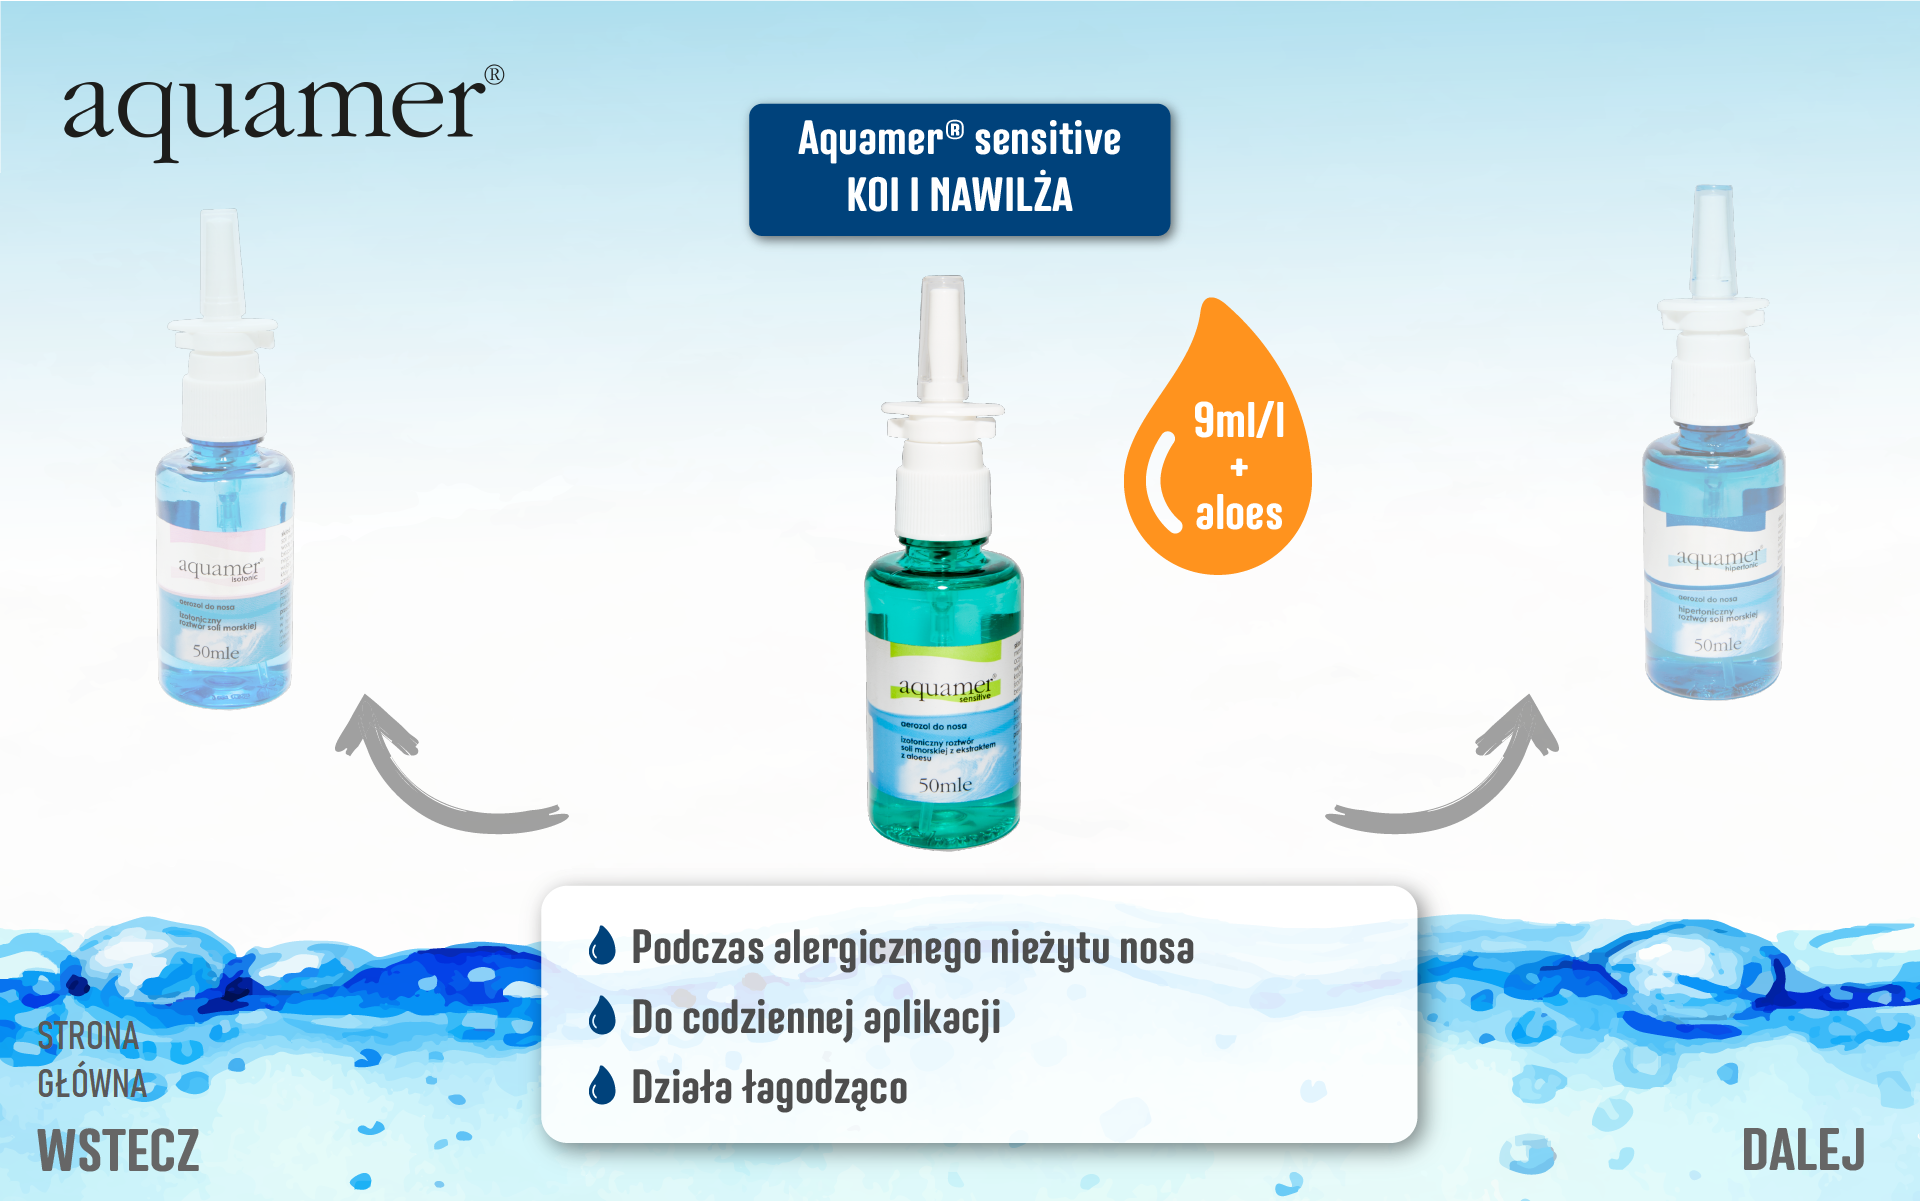 aquamer®
Aquamer® sensitive
KOI I NAWILŻA
9ml/l
+
aloes
aquamer®
isotonic
aerozol do nosa
izotoniczny
roztwór soli morskiej
50mle
aquamer®
sensitive
aerozol do nosa
izotoniczny roztwór
soli morskiej z ekstraktem
z aloesu
50mle
aquamer®
hipertonic
aerozol do nosa
hipertoniczny
roztwór soli morskiej
50mle
Podczas alergicznego nieżytu nosa
Do codziennej aplikacji
Działa łagodząco
STRONA
GŁÓWNA
WSTECZ
DALEJ